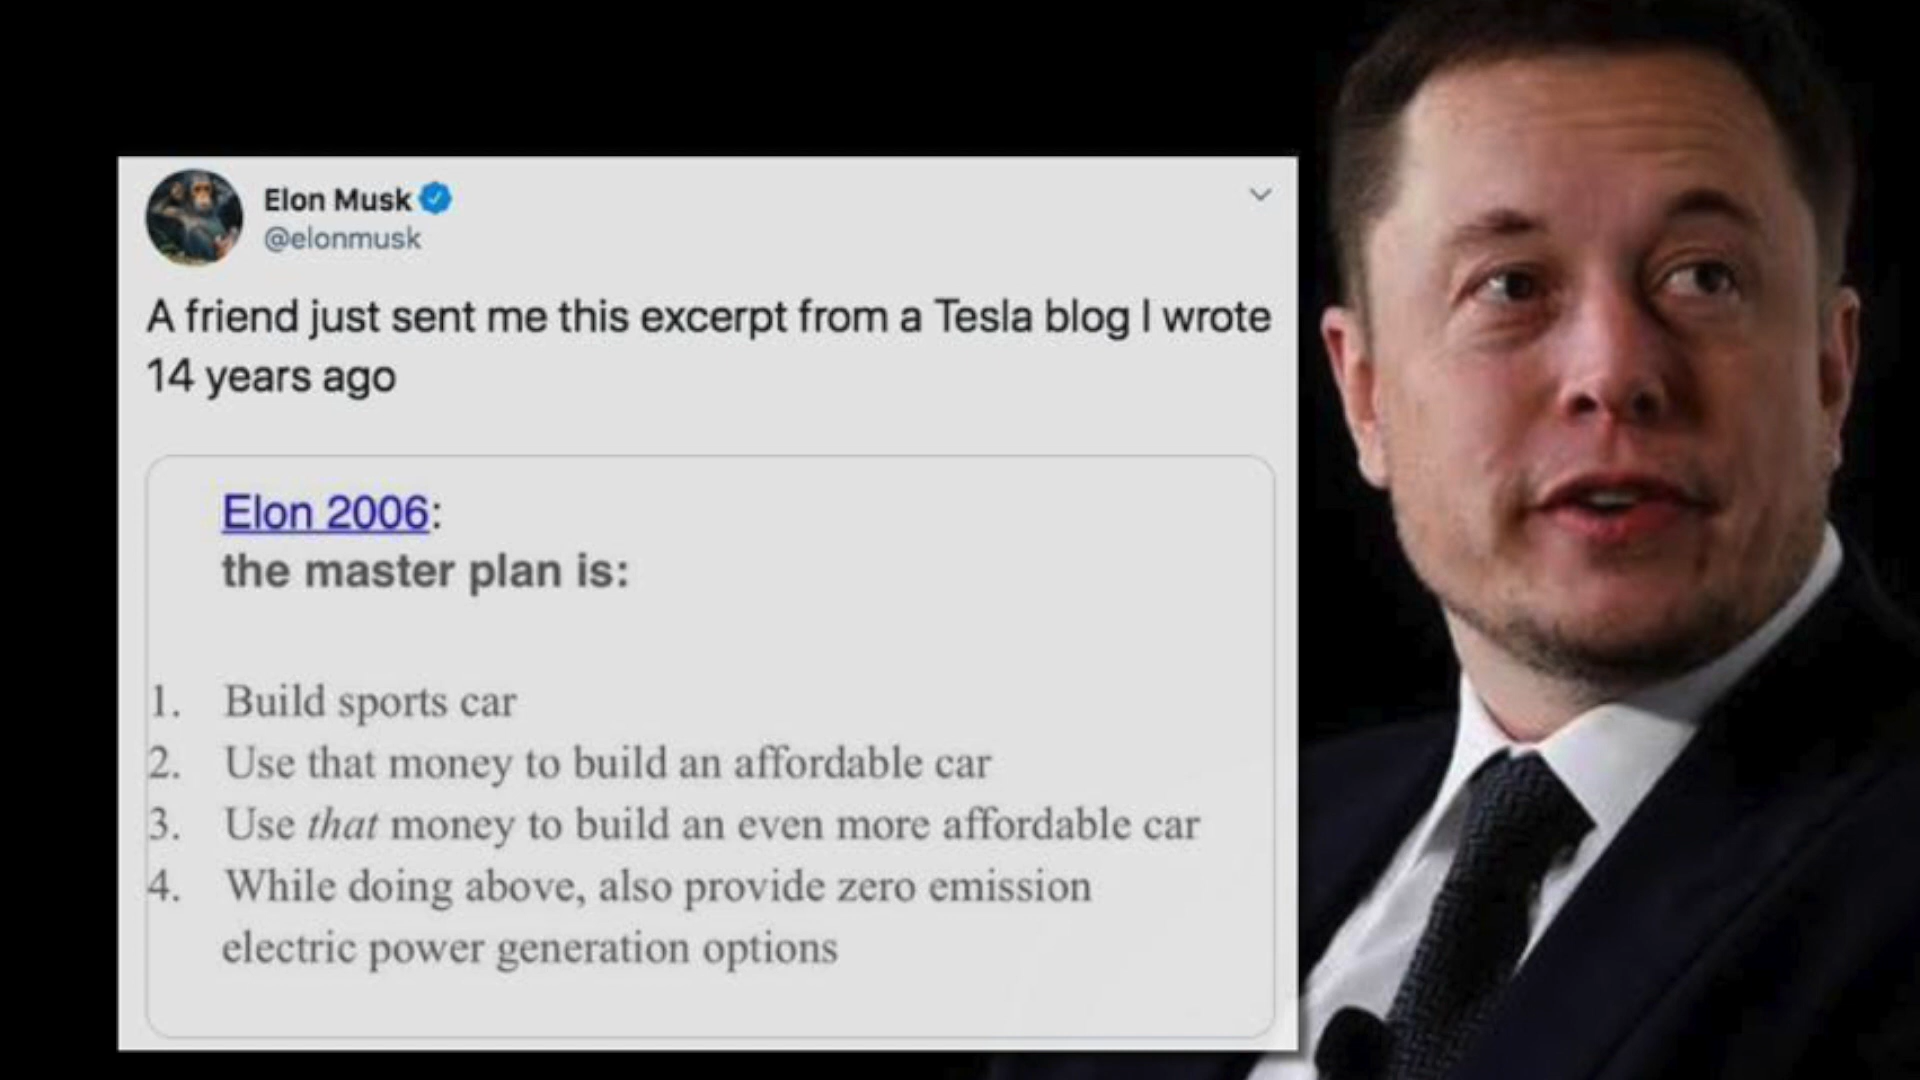 Elon Musk
@elonmusk
A friend just sent me this excerpt from a Tesla blog I wrote
14 years ago
Elon 2006:
the master plan is:
1. Build sports car
2. Use that money to build an affordable car
3. Use that money to build an even more affordable car
4. While doing above, also provide zero emission
electric power generation options